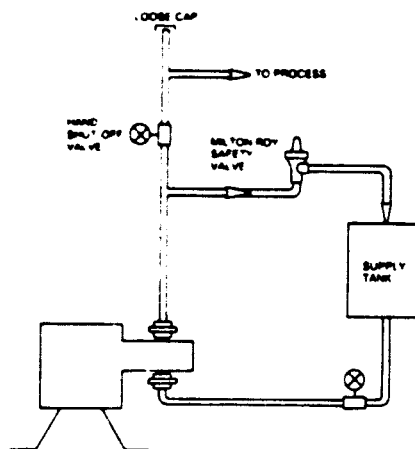 LOOSE CAP
TO PROCESS
HAND
SHUT OFF
VALVE
MILTON ROY
SAFETY
VALVE
SUPPLY
TANK